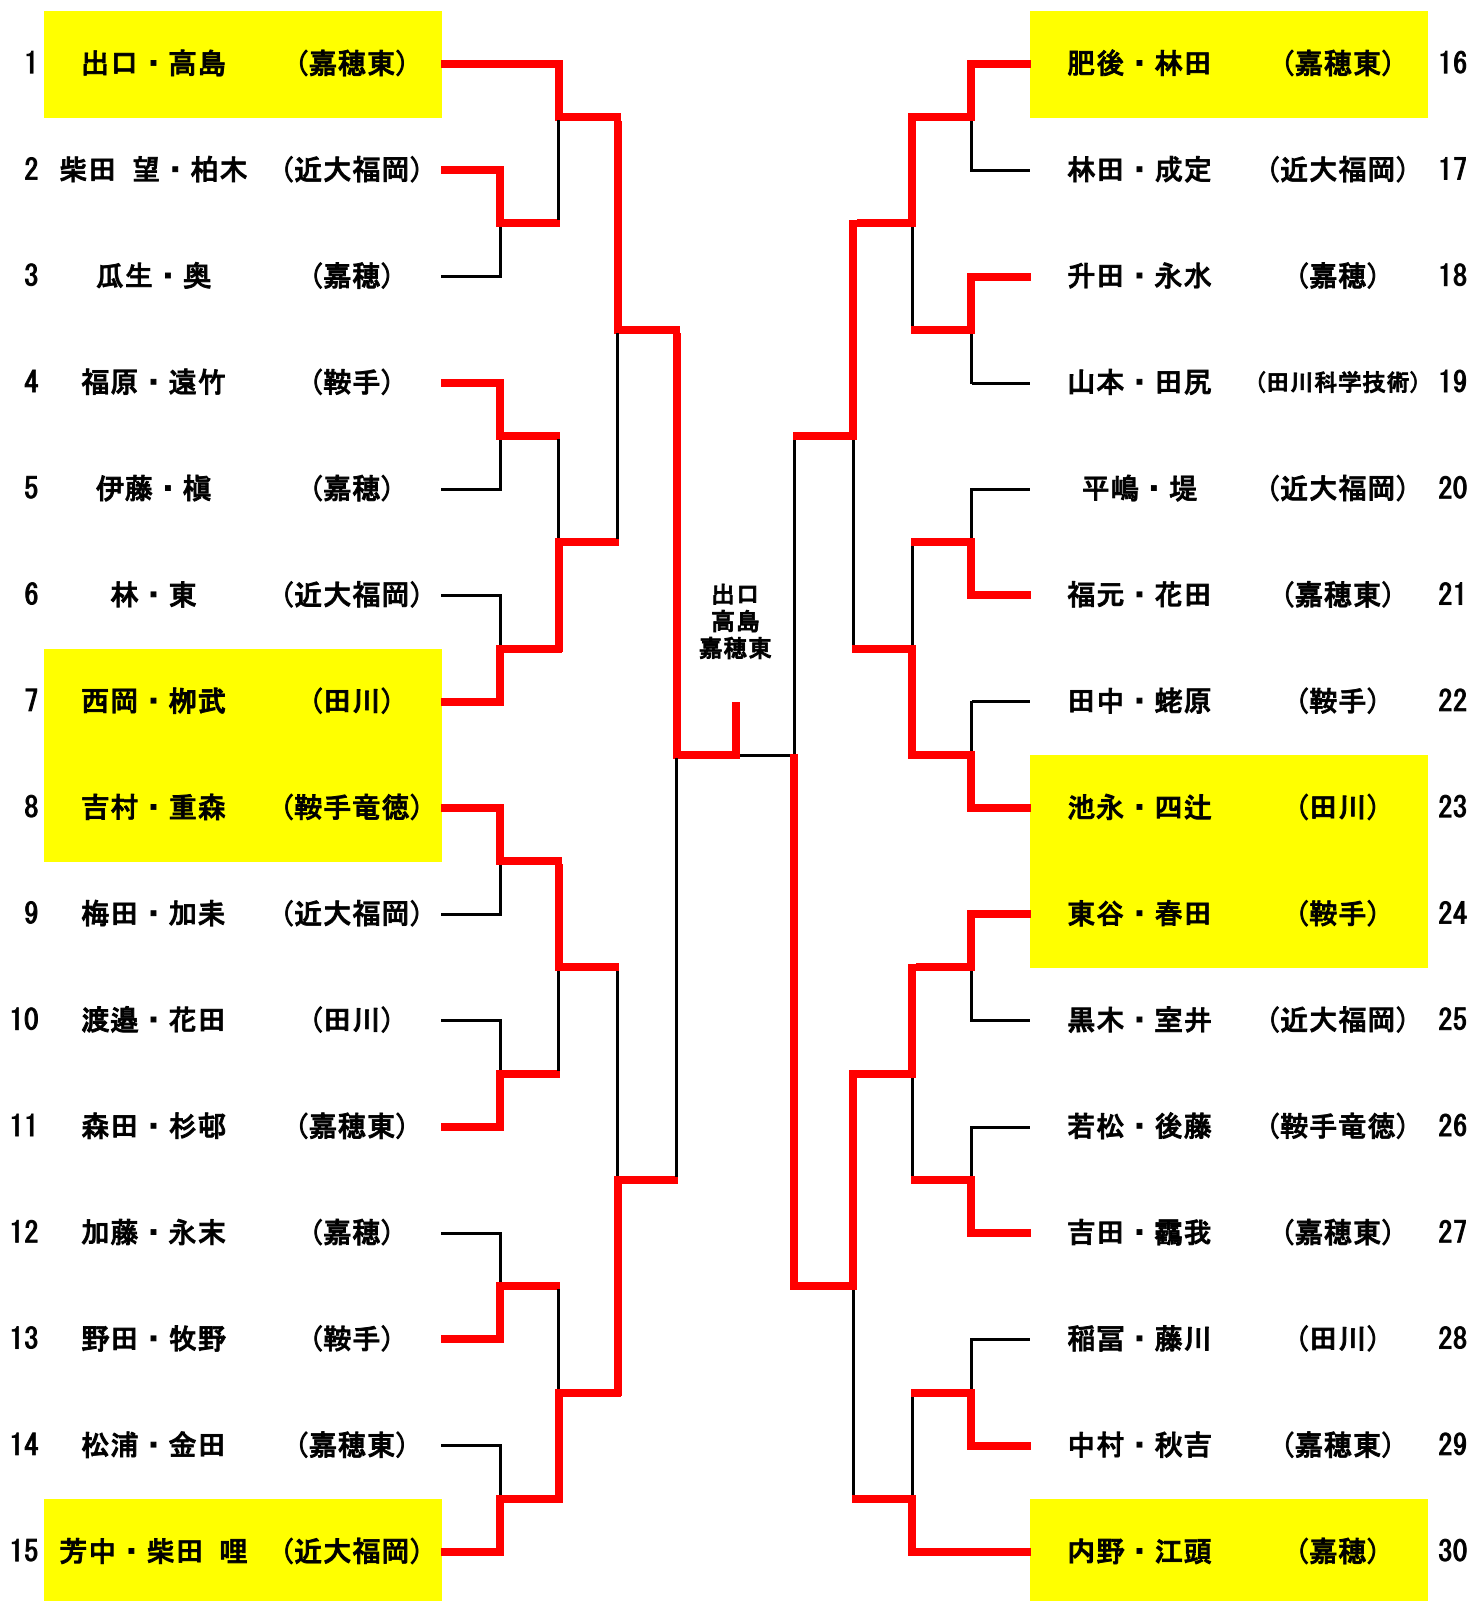 1 出口・高島 (嘉穂東)
2 柴田 望・柏木 (近大福岡)
3 瓜生・奥 (嘉穂)
4 福原・遠竹 (鞍手)
5 伊藤・槇 (嘉穂)
6 林・東 (近大福岡)
7 西岡・栁武 (田川)
8 吉村・重森 (鞍手竜徳)
9 梅田・加来 (近大福岡)
10 渡邉・花田 (田川)
11 森田・杉邨 (嘉穂東)
12 加藤・永末 (嘉穂)
13 野田・牧野 (鞍手)
14 松浦・金田 (嘉穂東)
15 芳中・柴田 哩 (近大福岡)
出口
高島
嘉穂東
肥後・林田 (嘉穂東) 16
林田・成定 (近大福岡) 17
升田・永水 (嘉穂) 18
山本・田尻 (田川科学技術) 19
平嶋・堤 (近大福岡) 20
福元・花田 (嘉穂東) 21
田中・蛯原 (鞍手) 22
池永・四辻 (田川) 23
東谷・春田 (鞍手) 24
黒木・室井 (近大福岡) 25
若松・後藤 (鞍手竜徳) 26
吉田・靏我 (嘉穂東) 27
稲冨・藤川 (田川) 28
中村・秋吉 (嘉穂東) 29
内野・江頭 (嘉穂) 30